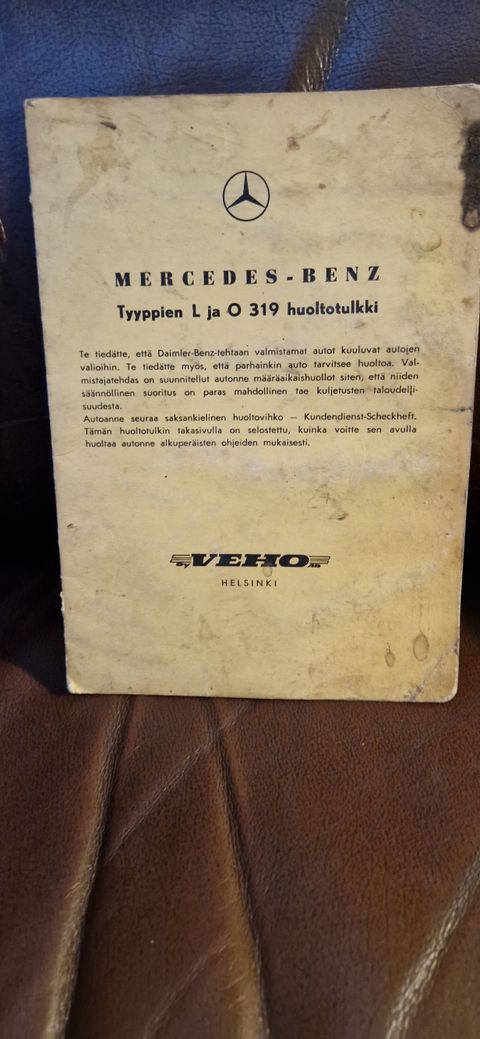 MERCEDES-BENZ
Tyyppien L ja O 319 huoltotulkki
Te tiedätte, että Daimler-Benz-tehtaan valmistamat autot kuuluvat autojen
valioihin. Te tiedätte myös, että parhainkin auto tarvitsee huoltoa. Val-
mistajatehdas on suunnitellut autonne määräaikaishuollot siten, että niiden
säännöllinen suoritus on paras mahdollinen tae kuljetusten taloudelli-
suudesta.
Autoanne seuraa saksankielinen huoltovihko — Kundendienst-Scheckheft.
Tämän huoltotulkin takasivulla on selostettu, kuinka voitte sen avulla
huoltaa autonne alkuperäisten ohjeiden mukaisesti.
Oy VEHO Ab
HELSINKI